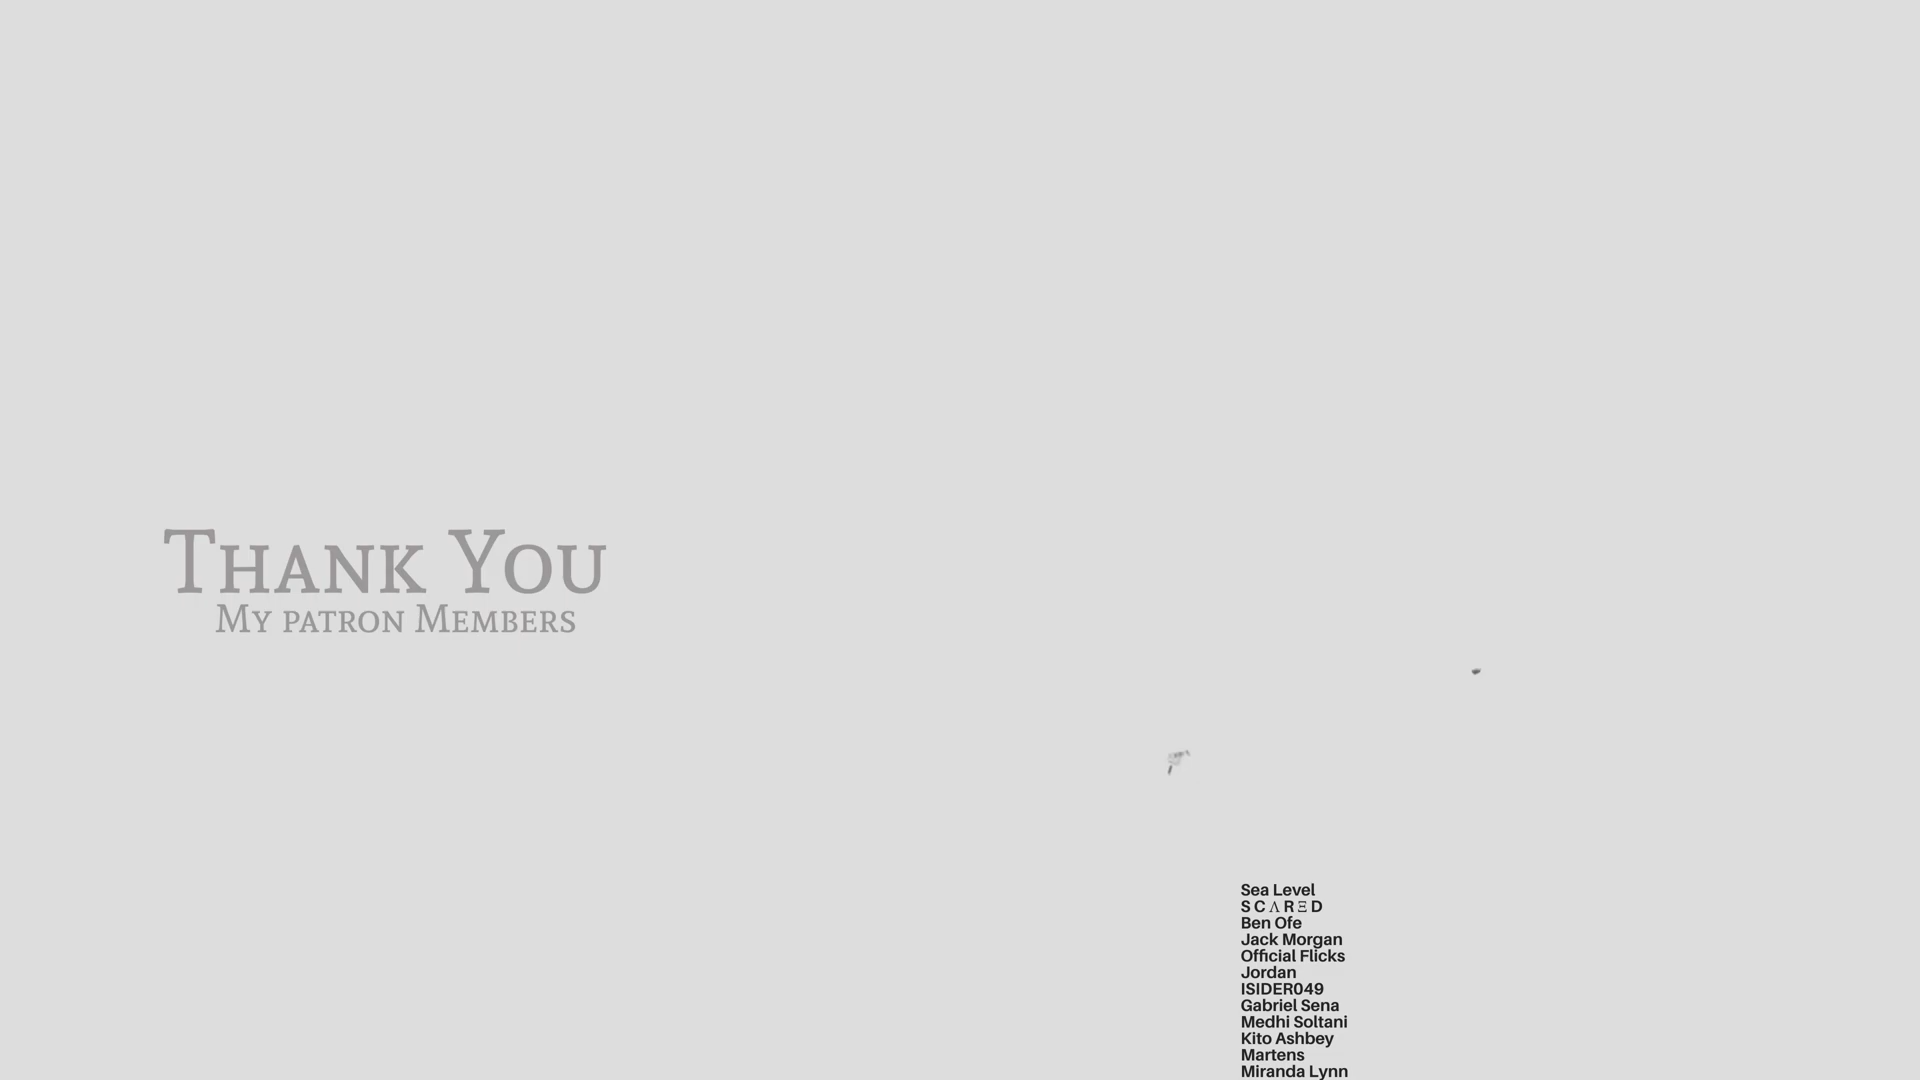 Thank You
My patron Members
Sea Level
S C Λ R Ξ D
Ben Ofe
Jack Morgan
Official Flicks
Jordan
ISIDER049
Gabriel Sena
Medhi Soltani
Kito Ashbey
Martens
Miranda Lynn